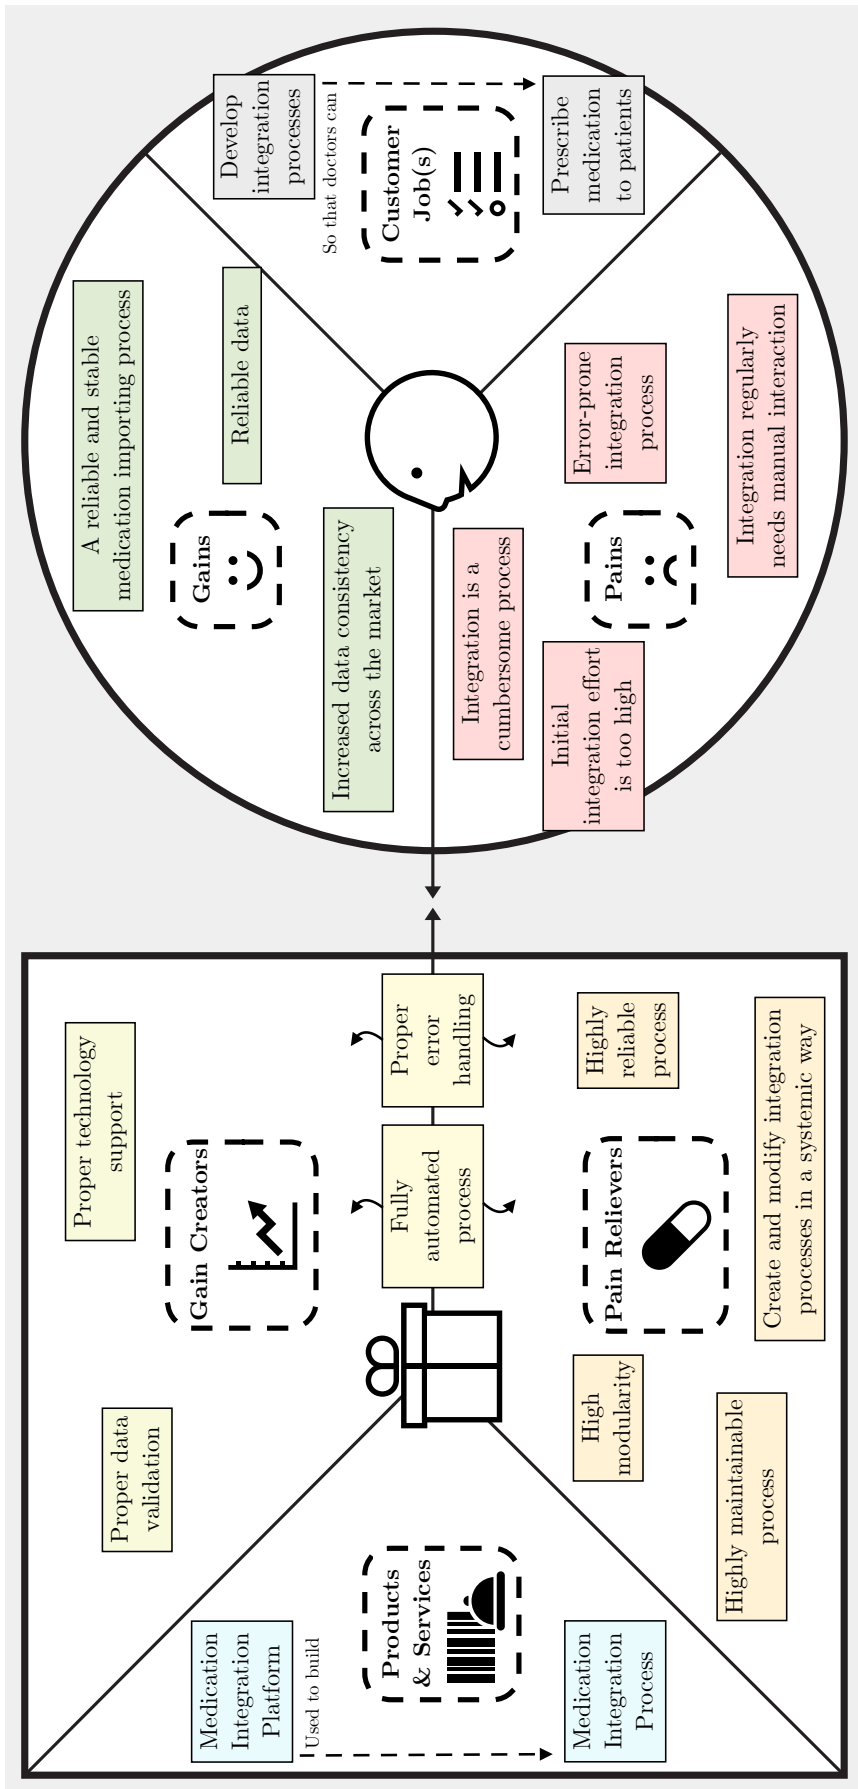 Medication
Integration
Platform
Used to build
Products
& Services
Medication
Integration
Process
Proper data
validation
Proper technology
support
Gain Creators
Fully
automated
process
Proper
error
handling
Pain Relievers
High
modularity
Highly
reliable
process
Highly maintainable
process
Create and modify integration
processes in a systemic way
A reliable and stable
medication importing process
Gains
Reliable data
Increased data consistency
across the market
Integration is a
cumbersome process
Initial
integration effort
is too high
Pains
Error-prone
integration
process
Integration regularly
needs manual interaction
Develop
integration
processes
So that doctors can
Customer
Job(s)
Prescribe
medication
to patients